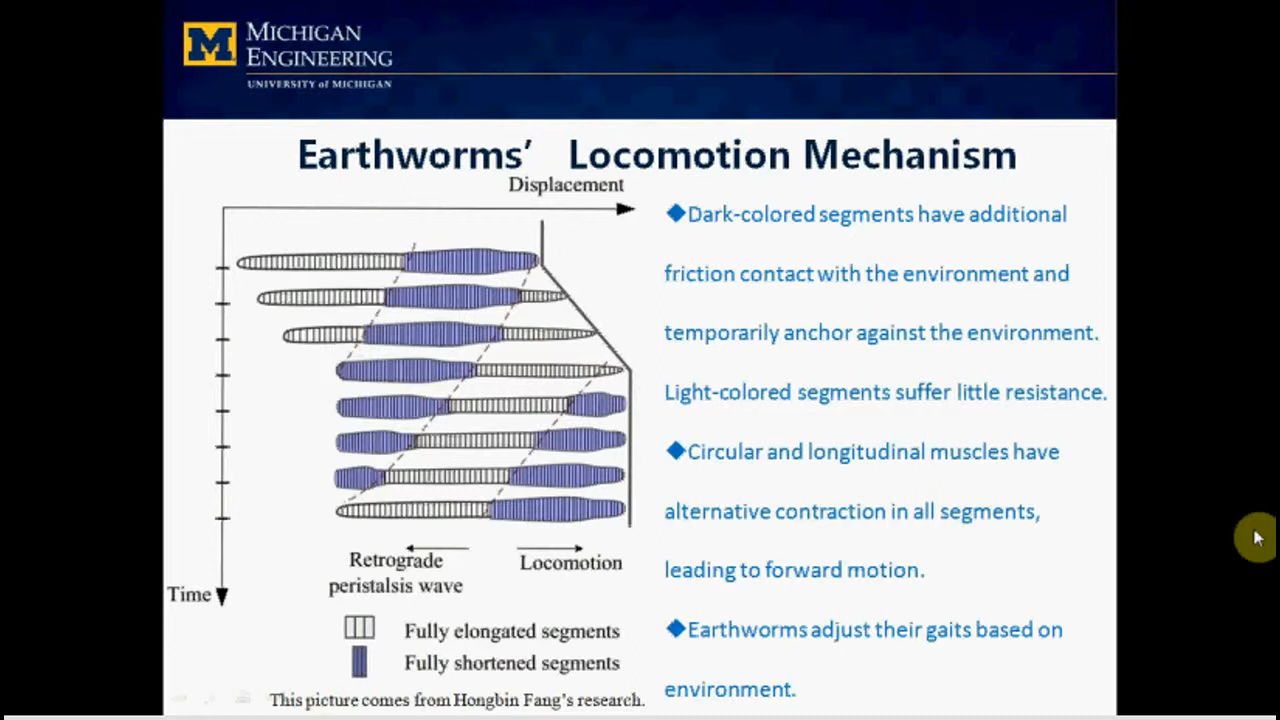 MICHIGAN
ENGINEERING
UNIVERSITY of MICHIGAN
Earthworms' Locomotion Mechanism
Displacement
Time
Retrograde
peristalsis wave
Locomotion
Fully elongated segments
Fully shortened segments
This picture comes from Hongbin Fang's research.
◆Dark-colored segments have additional
friction contact with the environment and
temporarily anchor against the environment.
Light-colored segments suffer little resistance.
◆Circular and longitudinal muscles have
alternative contraction in all segments,
leading to forward motion.
◆Earthworms adjust their gaits based on
environment.